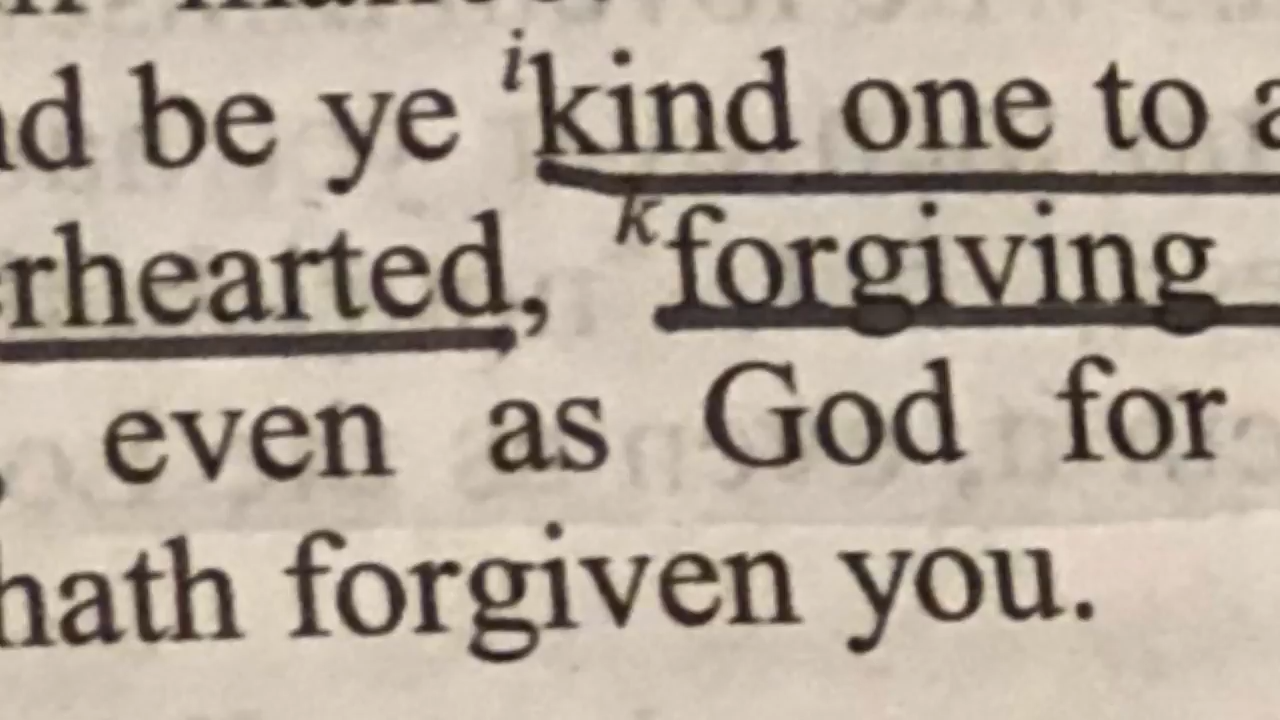 be ye ⁱkind one to
rhearted, ᵏforgiving
even as God for
hath forgiven you.